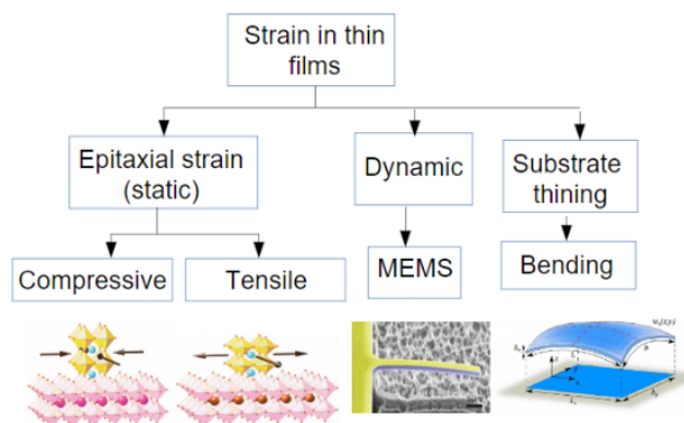 Strain in thin
films
Epitaxial strain
(static)
Dynamic
Substrate
thining
Compressive
Tensile
MEMS
Bending